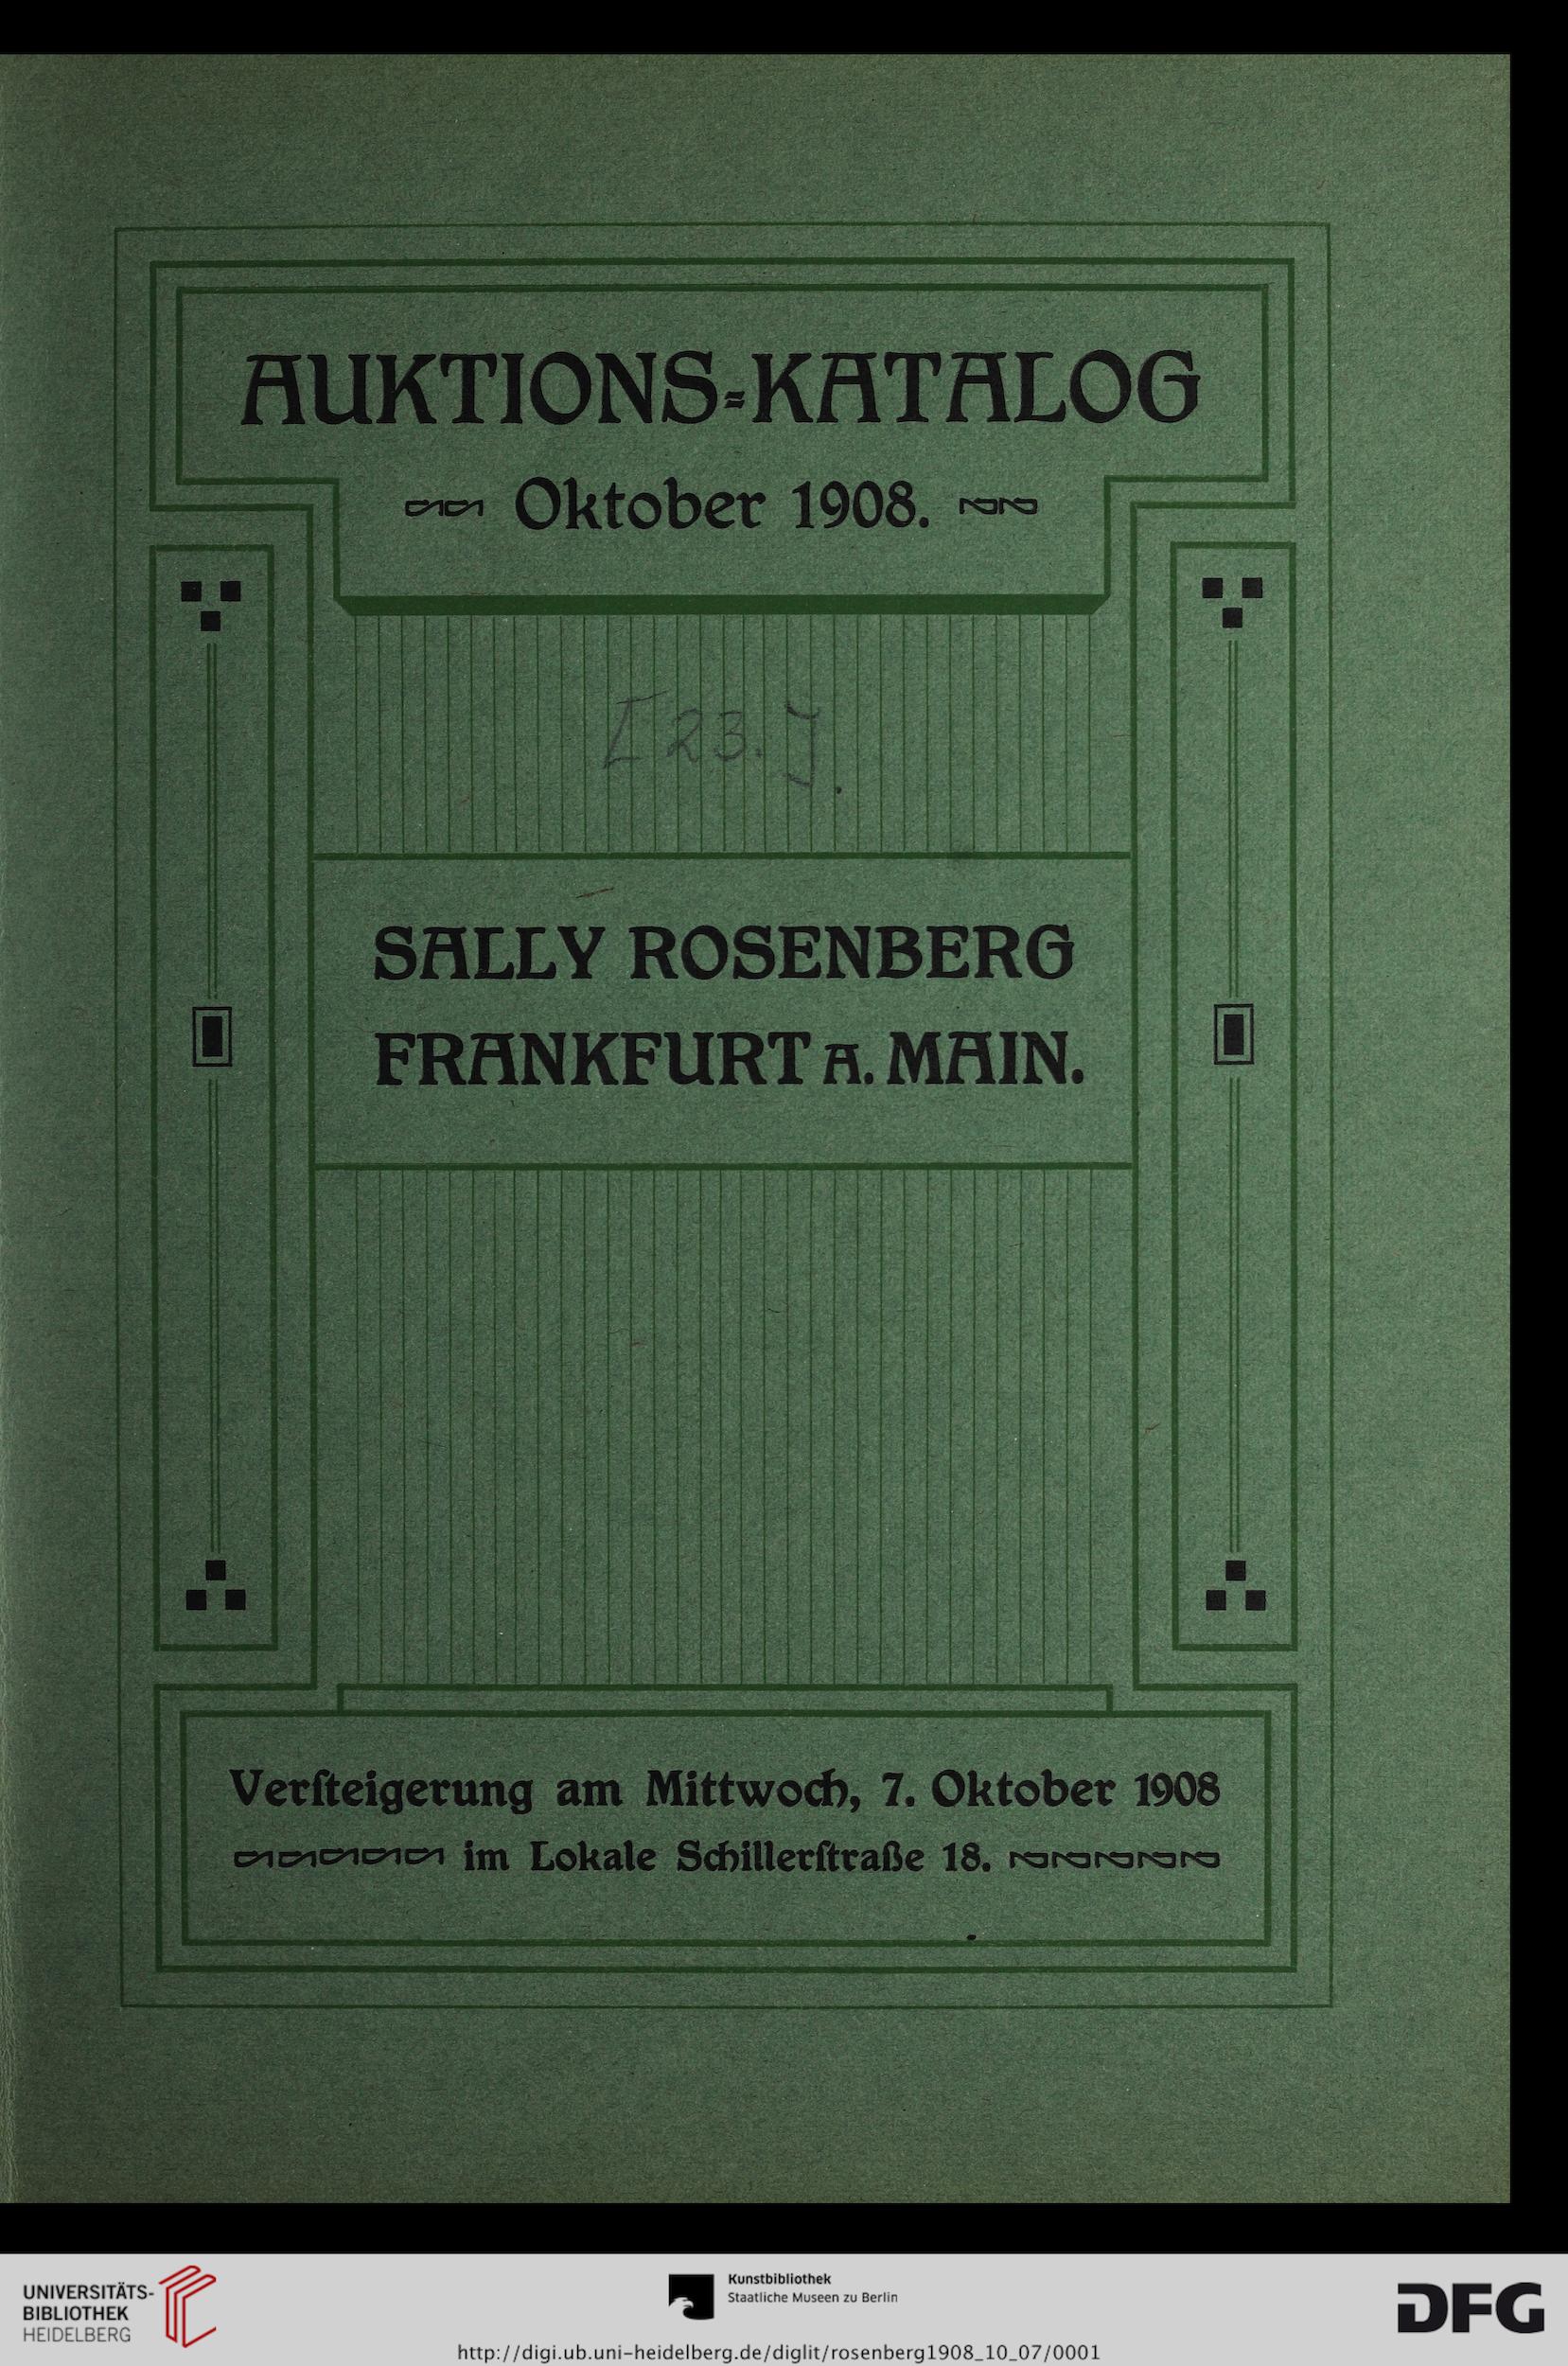 AUKTIONS=KATALOG
Oktober 1908.
[23.]
SALLY ROSENBERG
FRANKFURT A. MAIN.
Verſteigerung am Mittwoch, 7. Oktober 1908
im Lokale Schillerſtraße 18.
UNIVERSITÄTS-
BIBLIOTHEK
HEIDELBERG
Kunstbibliothek
Staatliche Museen zu Berlin
DFG
http://digi.ub.uni-heidelberg.de/diglit/rosenberg1908_10_07/0001